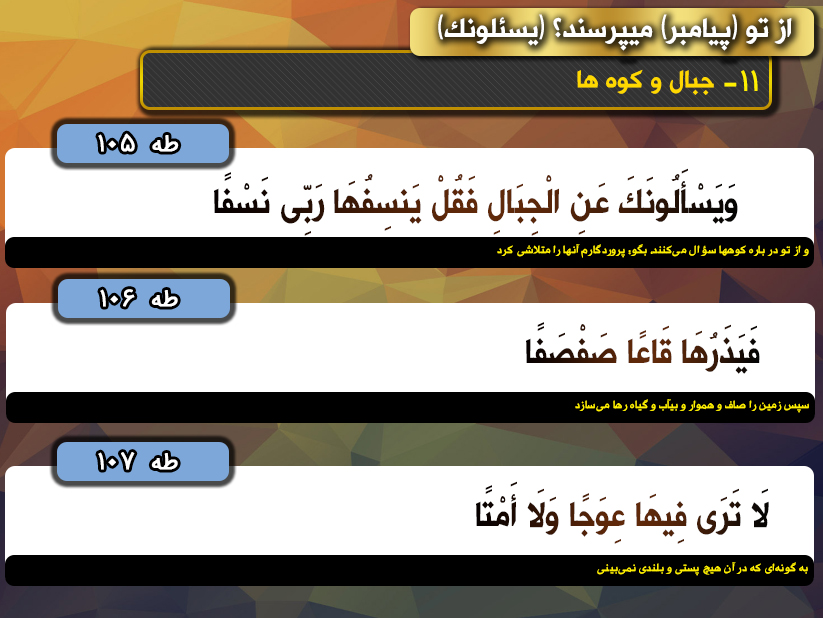 از تو (پیامبر) میپرسند؟ (یسئلونك)
۱۱- جبال و کوه ها
طه ۱۰۵
وَيَسْأَلُونَكَ عَنِ الْجِبَالِ فَقُلْ يَنسِفُهَا رَبِّی نَسْفًا
و از تو در باره کوهها سؤال می‌کنند. بگو: پروردگارم آنها را متلاشی کرد
طه ۱۰۶
فَيَذَرُهَا قَاعًا صَفْصَفًا
سپس زمین را صاف و هموار و بیآب و گیاه رها می‌سازد
طه ۱۰۷
لَا تَرَى فِيهَا عِوَجًا وَلَا أَمْتًا
به گونه‌ای که در آن هیچ پستی و بلندی نمی‌بینی